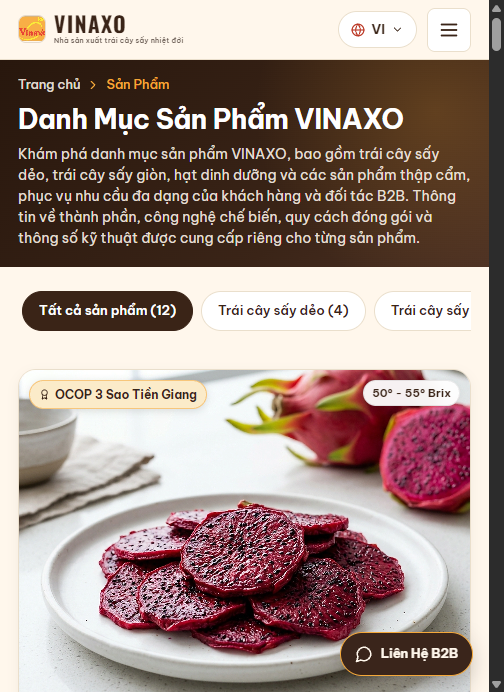 VINAXO
Nhà sản xuất trái cây sấy nhiệt đới
VI
Trang chủ > Sản Phẩm
Danh Mục Sản Phẩm VINAXO
Khám phá danh mục sản phẩm VINAXO, bao gồm trái cây sấy
dẻo, trái cây sấy giòn, hạt dinh dưỡng và các sản phẩm thập cẩm,
phục vụ nhu cầu đa dạng của khách hàng và đối tác B2B. Thông
tin về thành phần, công nghệ chế biến, quy cách đóng gói và
thông số kỹ thuật được cung cấp riêng cho từng sản phẩm.
Tất cả sản phẩm (12)
Trái cây sấy dẻo (4)
Trái cây sấy
OCOP 3 Sao Tiền Giang
50° - 55° Brix
Liên Hệ B2B